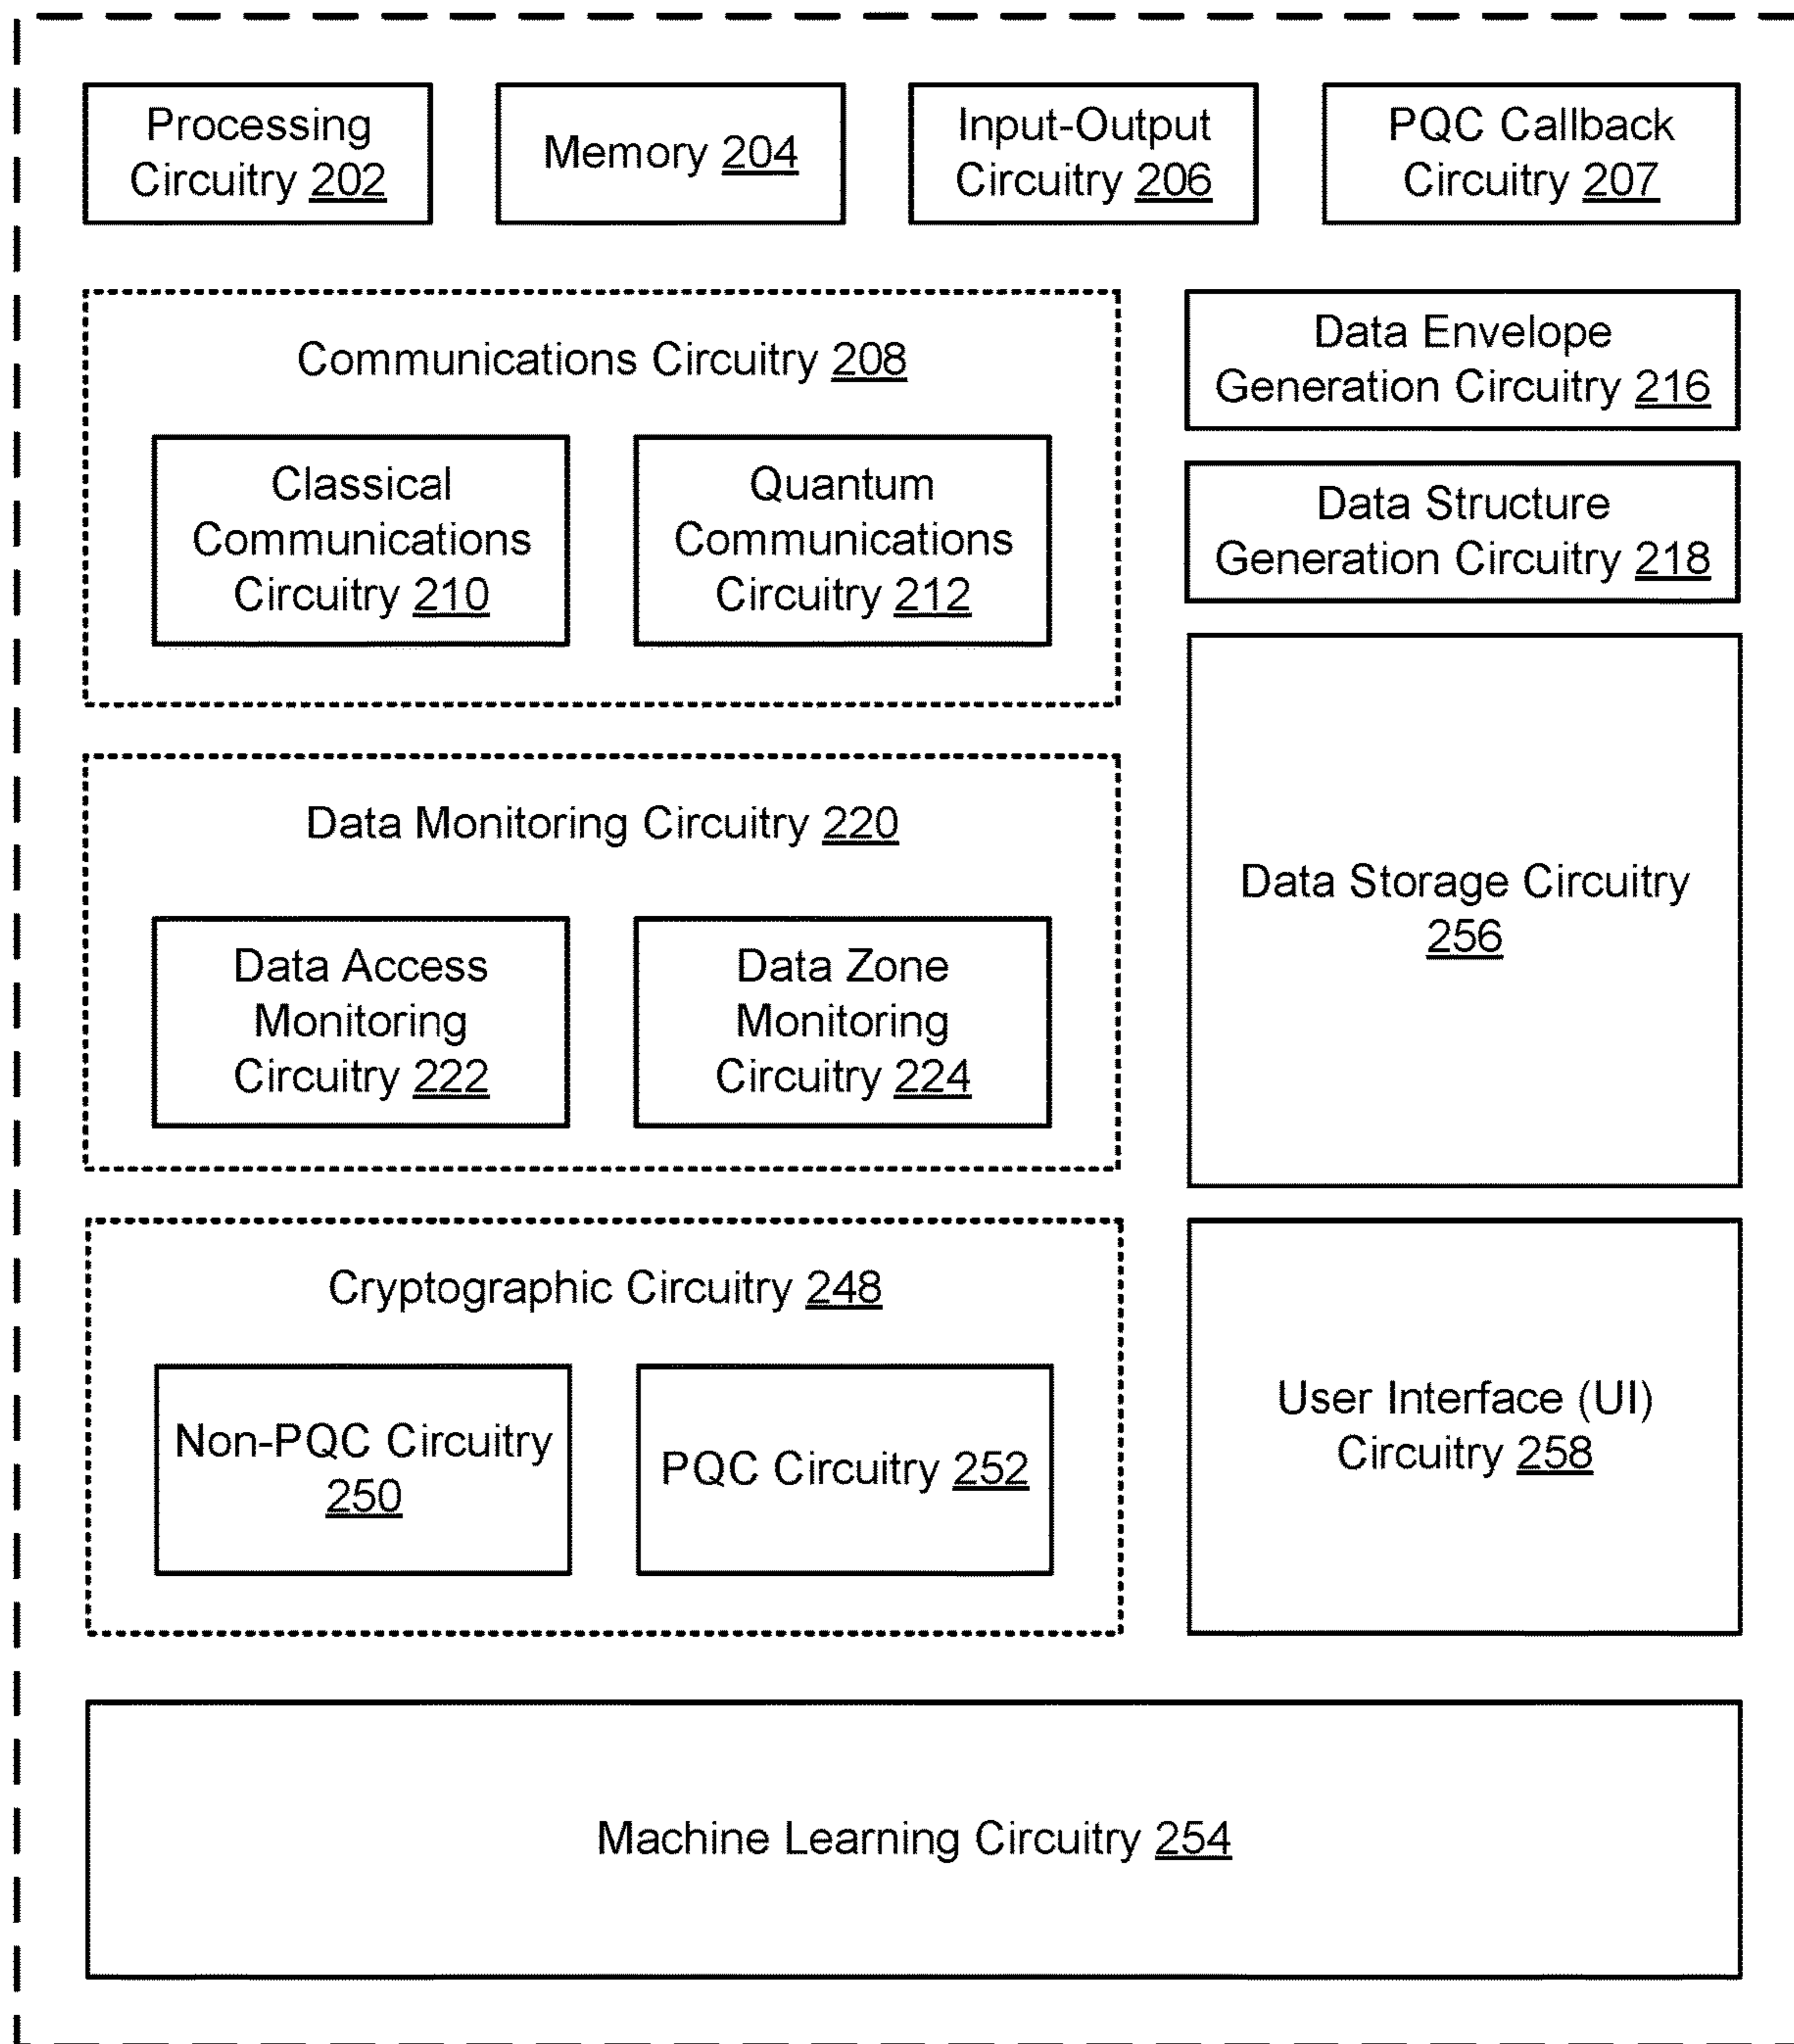 Processing
Circuitry 202
Memory 204
Input-Output
Circuitry 206
PQC Callback
Circuitry 207
Communications Circuitry 208
Classical
Communications
Circuitry 210
Quantum
Communications
Circuitry 212
Data Envelope
Generation Circuitry 216
Data Structure
Generation Circuitry 218
Data Monitoring Circuitry 220
Data Access
Monitoring
Circuitry 222
Data Zone
Monitoring
Circuitry 224
Data Storage Circuitry
256
Cryptographic Circuitry 248
Non-PQC Circuitry
250
PQC Circuitry 252
User Interface (UI)
Circuitry 258
Machine Learning Circuitry 254